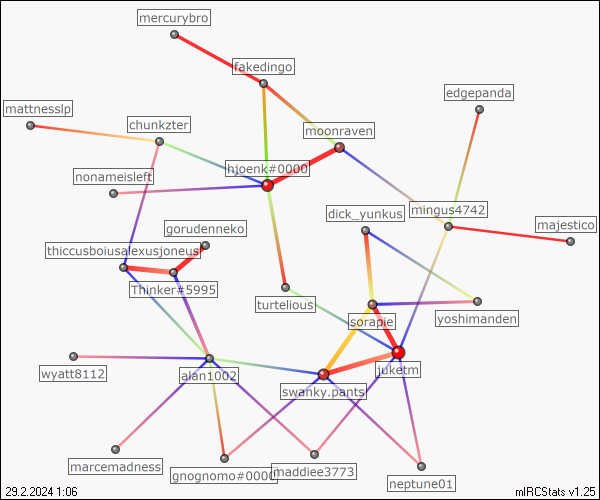 mercurybro
fakedingo
edgepanda
mattnesslp
chunkzter
moonraven
hjoenk#0000
nonameisleft
dick_yunkus
mingus4742
majestico
gorudenneko
thiccusboiusalexusjoneus
Thinker#5995
turtelious
sorapie
yoshimanden
wyatt8112
alan1002
juketm
swanky.pants
marcemadness
gnognomo#0000
maddiee3773
neptune01
29.2.2024 1:06
mIRCStats v1.25